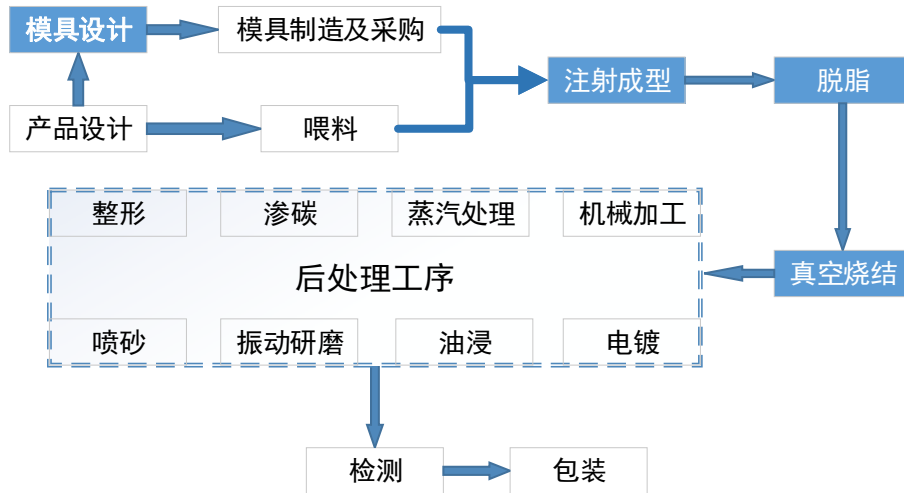 模具设计
模具制造及采购
注射成型
脱脂
产品设计
喂料
整形
渗碳
蒸汽处理
机械加工
真空烧结
后处理工序
喷砂
振动研磨
油浸
电镀
检测
包装